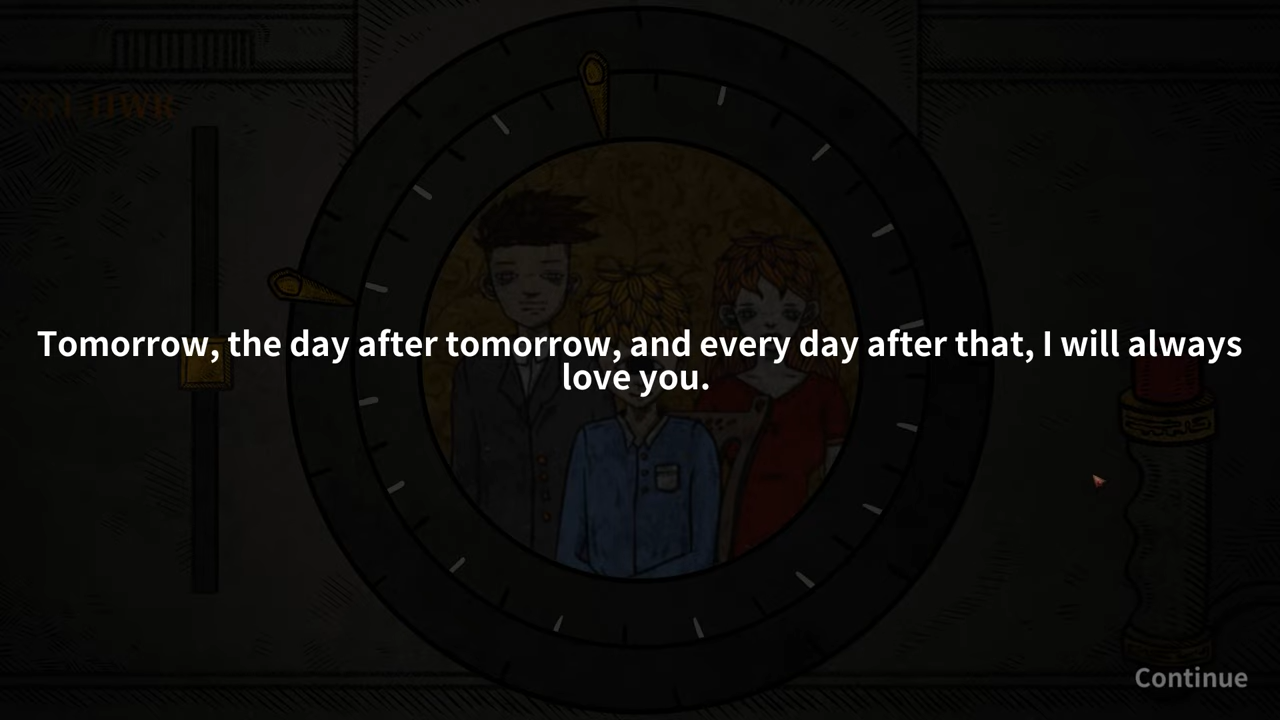 Tomorrow, the day after tomorrow, and every day after that, I will always
love you.
Continue